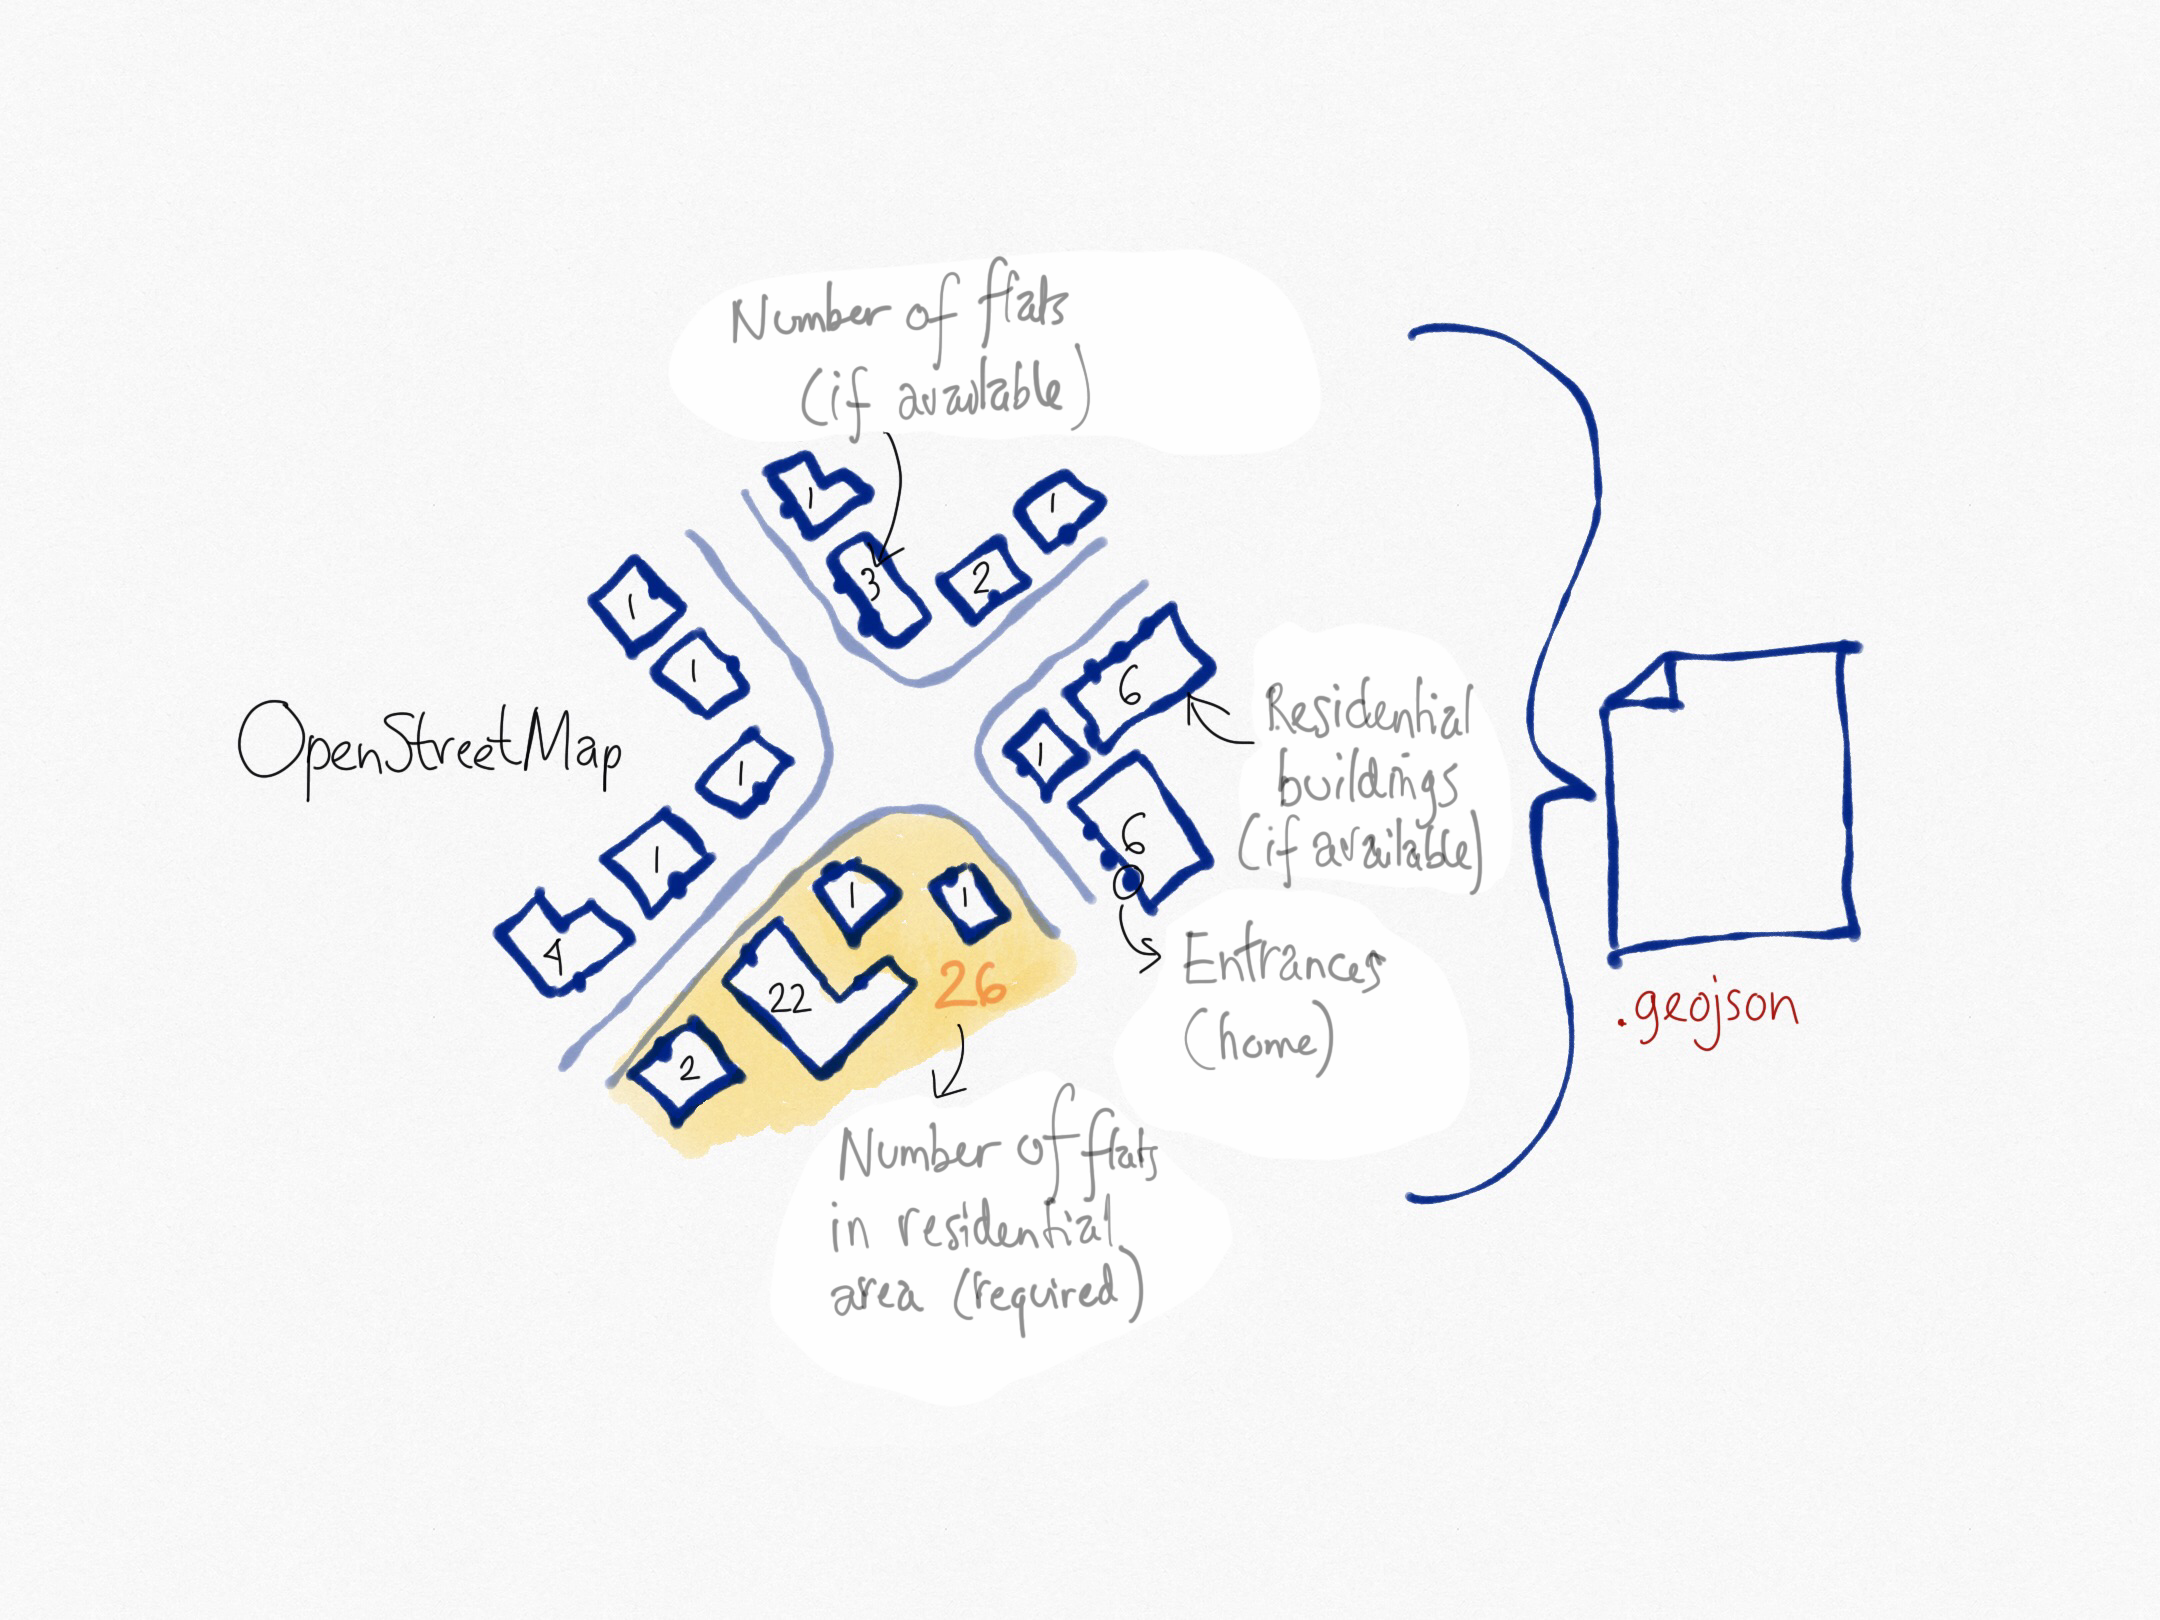 Number of flats
(if available)
1
1
3
2
1
1
6
Residential
buildings
(if available)
OpenStreetMap
1
1
6
1
1
1
4
22
26
Entrances
(home)
.geojson
2
Number of flats
in residential
area (required)